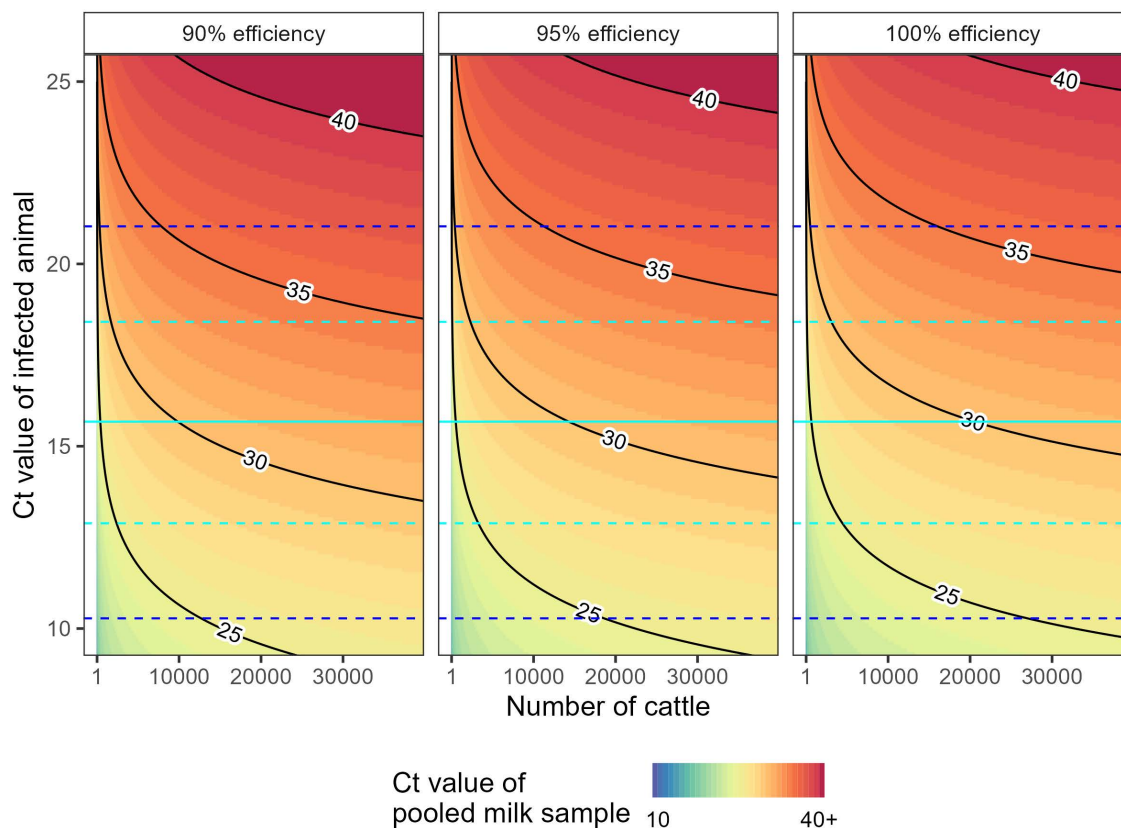 90% efficiency
95% efficiency
100% efficiency
Ct value of infected animal
25
20
15
10
40
35
30
25
40
35
30
25
40
35
30
25
1 10000 20000 30000
1 10000 20000 30000
1 10000 20000 30000
Number of cattle
Ct value of
pooled milk sample
10 40+